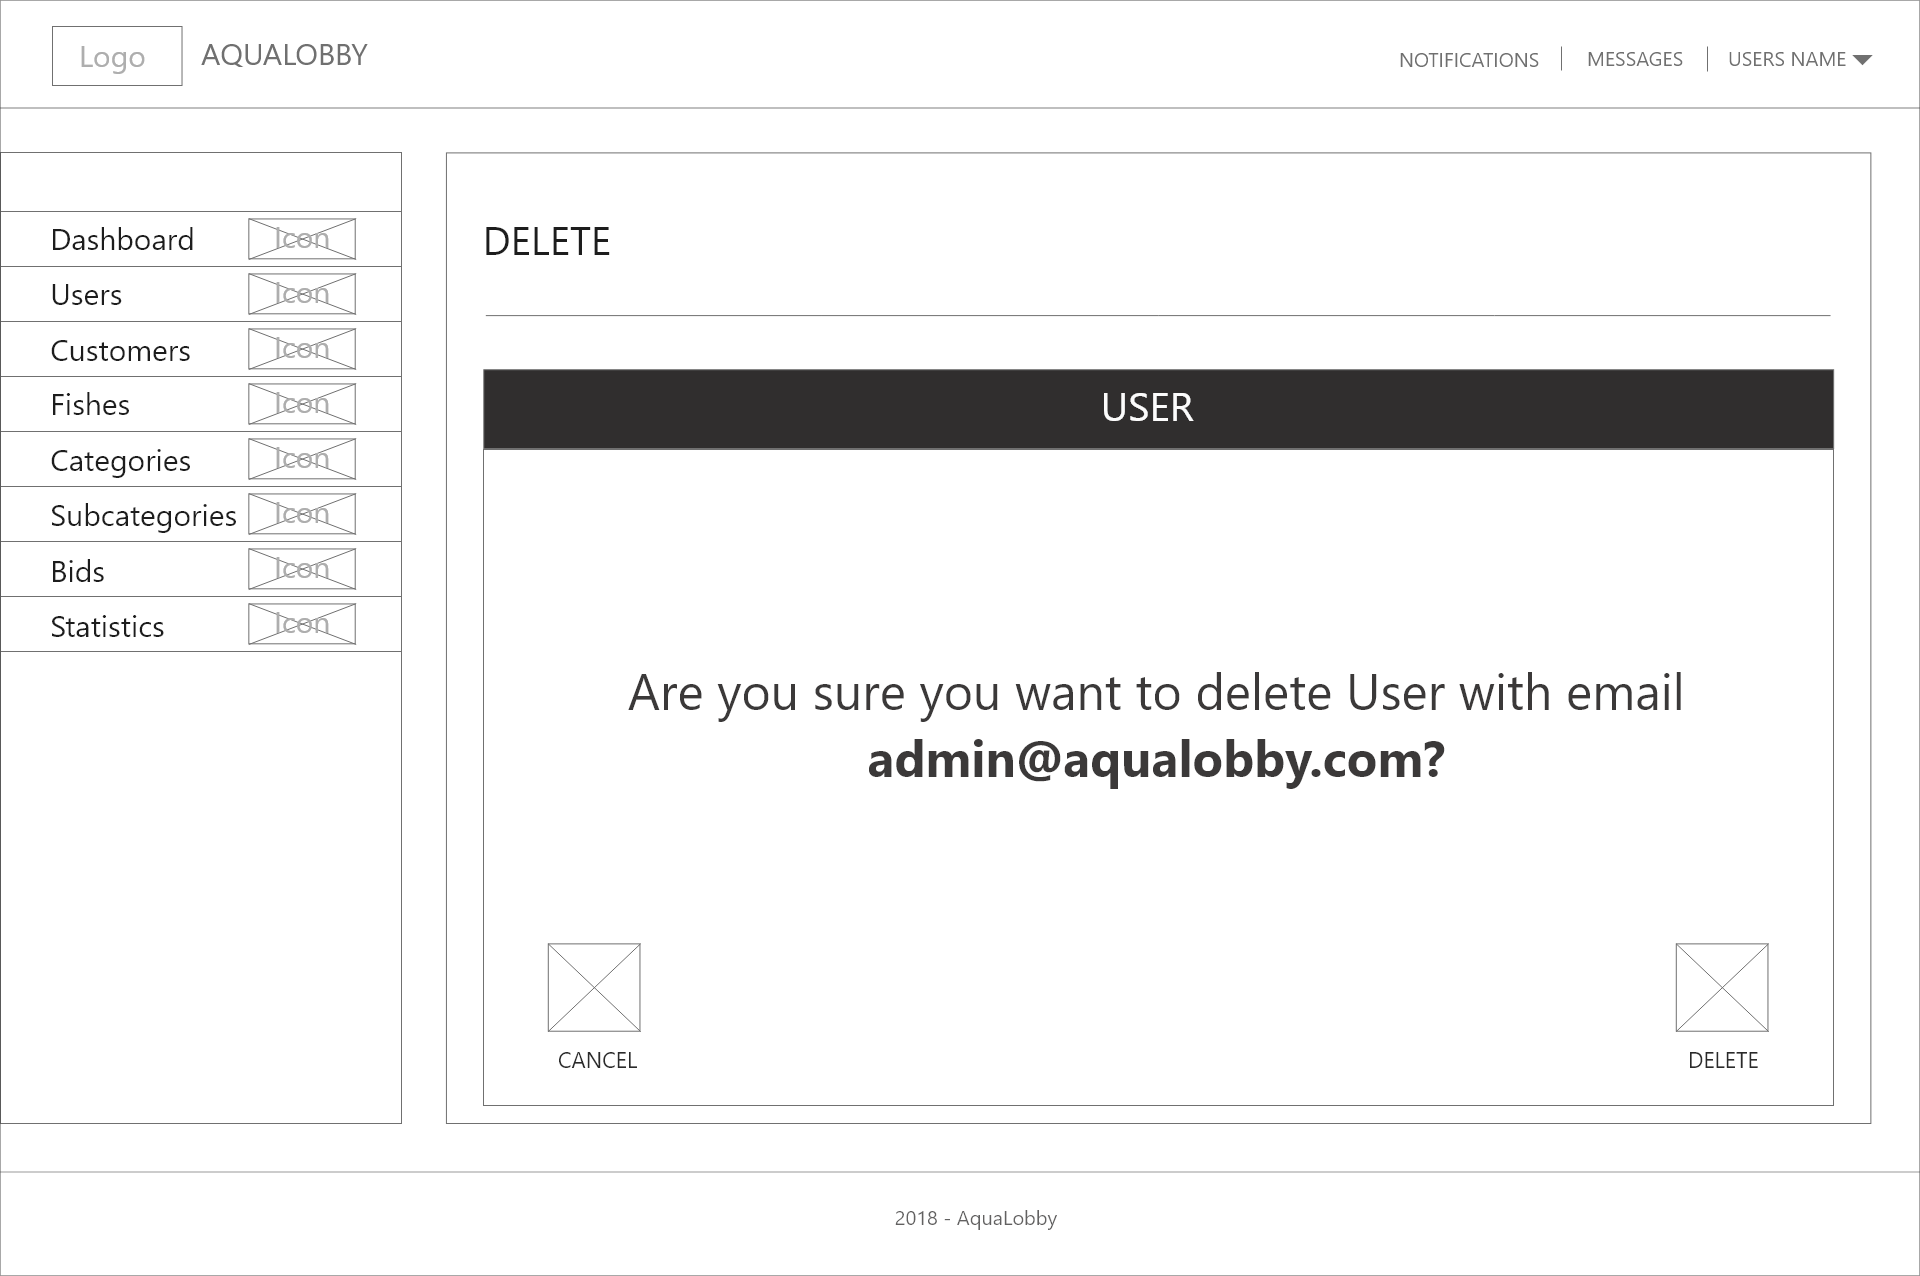 Logo
AQUALOBBY
NOTIFICATIONS
MESSAGES
USERS NAME
Dashboard Icon
Users Icon
Customers Icon
Fishes Icon
Categories Icon
Subcategories Icon
Bids Icon
Statistics Icon
DELETE
USER
Are you sure you want to delete User with email
admin@aqualobby.com?
CANCEL
DELETE
2018 - AquaLobby